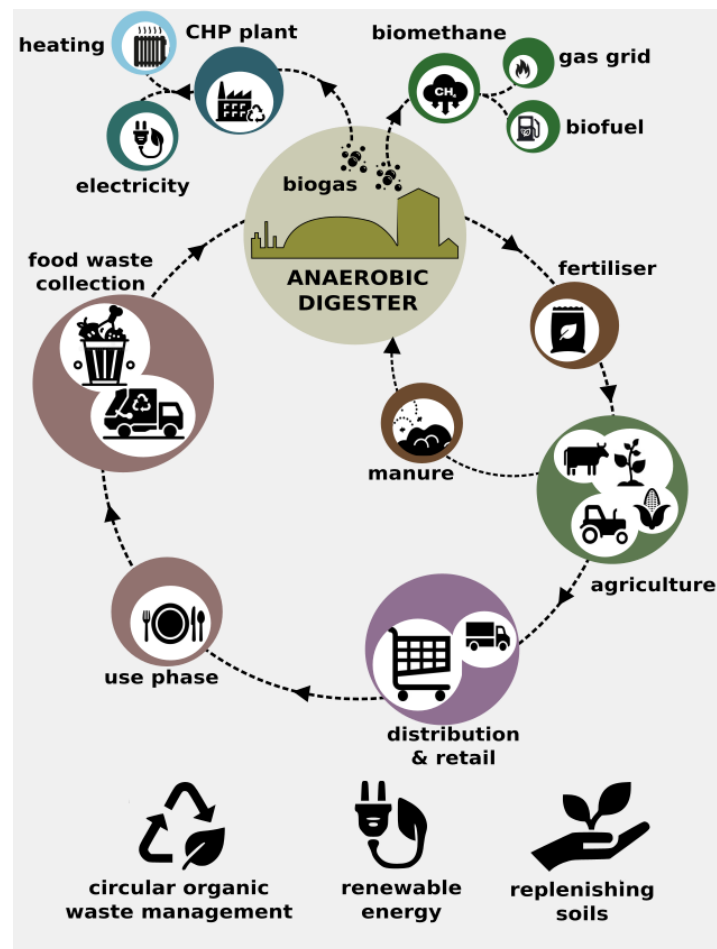 heating
CHP plant
biomethane
CHₓ
gas grid
biofuel
electricity
biogas
ANAEROBIC
DIGESTER
food waste
collection
fertiliser
manure
agriculture
use phase
distribution
& retail
circular organic
waste management
renewable
energy
replenishing
soils